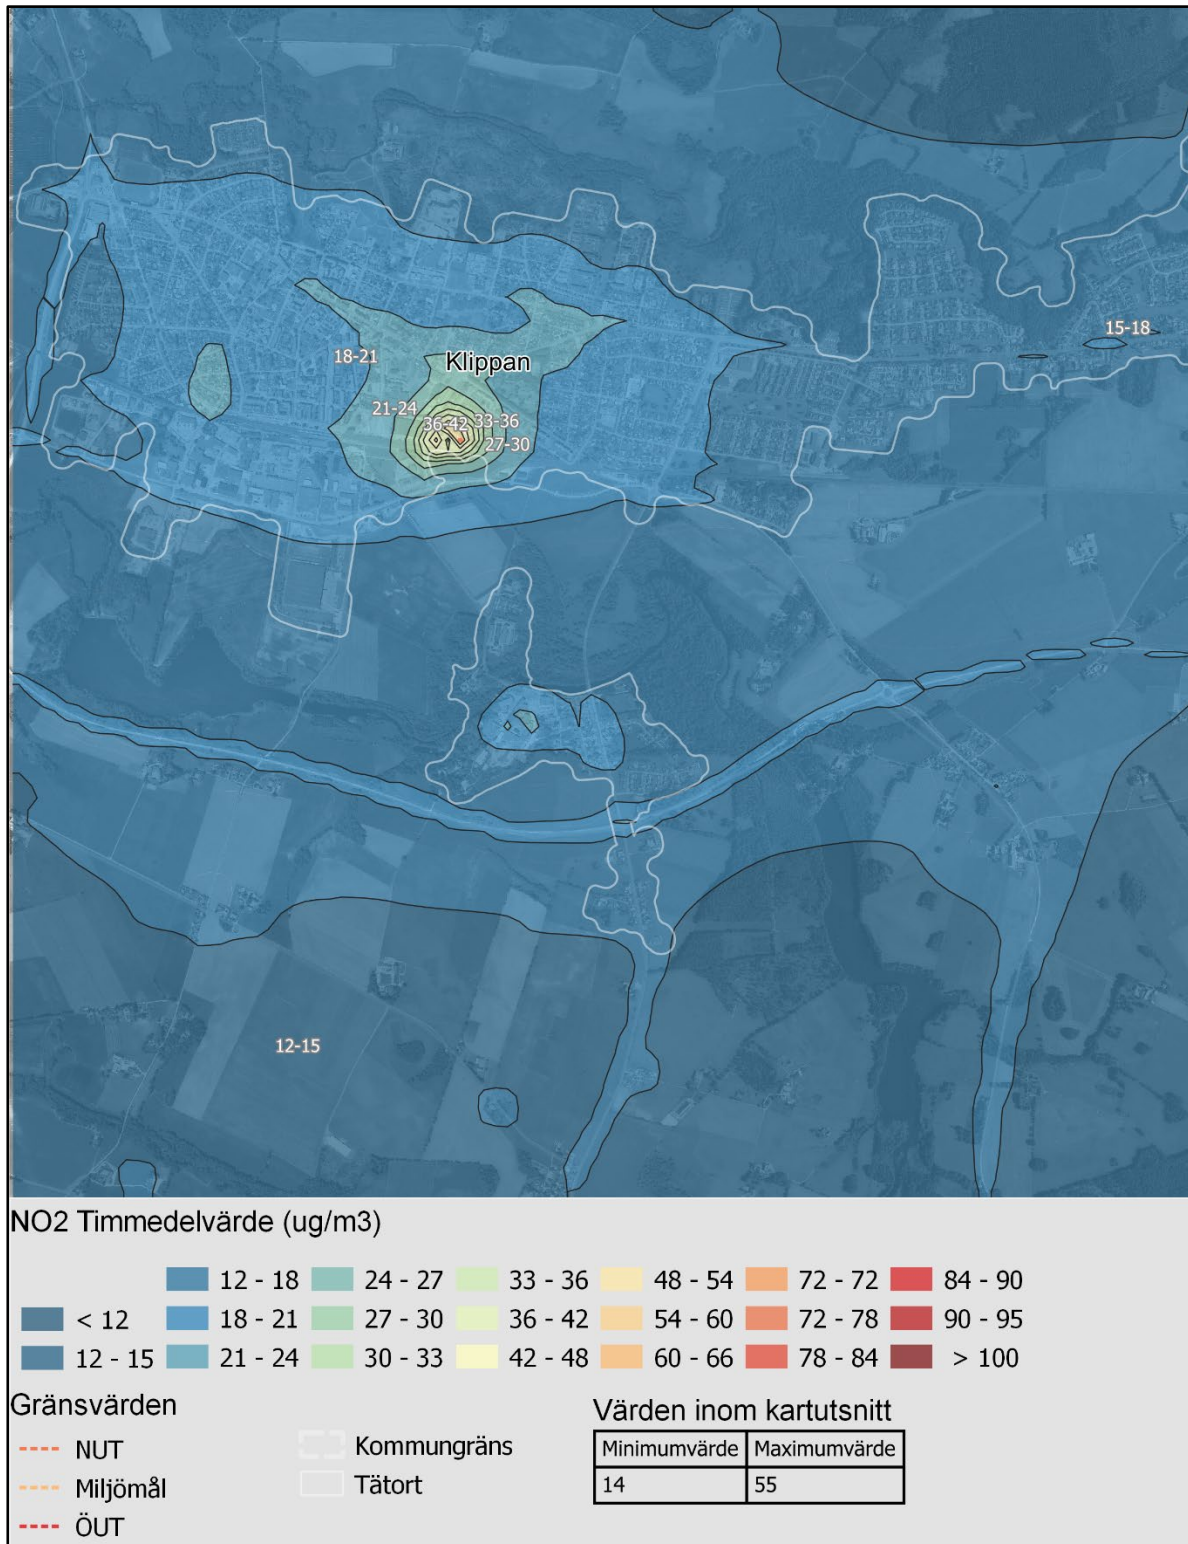 15-18
18-21
Klippan
21-24
36-42
33-36
27-30
12-15
NO2 Timmedelvärde (ug/m3)
12 - 18 24 - 27 33 - 36 48 - 54 72 - 72 84 - 90
< 12 18 - 21 27 - 30 36 - 42 54 - 60 72 - 78 90 - 95
12 - 15 21 - 24 30 - 33 42 - 48 60 - 66 78 - 84 > 100
Gränsvärden
NUT
Miljömål
ÖUT
Kommungräns
Tätort
Värden inom kartutsnitt
Minimumvärde Maximumvärde
14 55